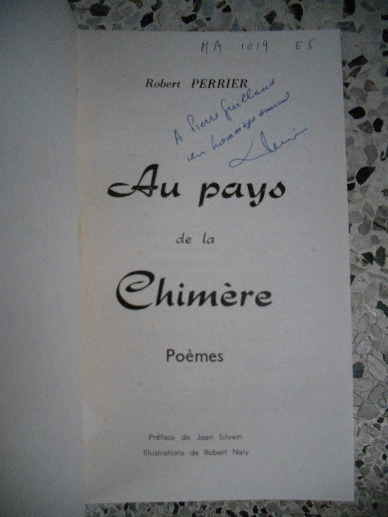 MA 1019 E5
Robert PERRIER
A Pierre Guillaume
en hommage amical
Au pays
de la
Chimère
Poèmes
Préface de Jean Silvain
Illustrations de Robert Naly